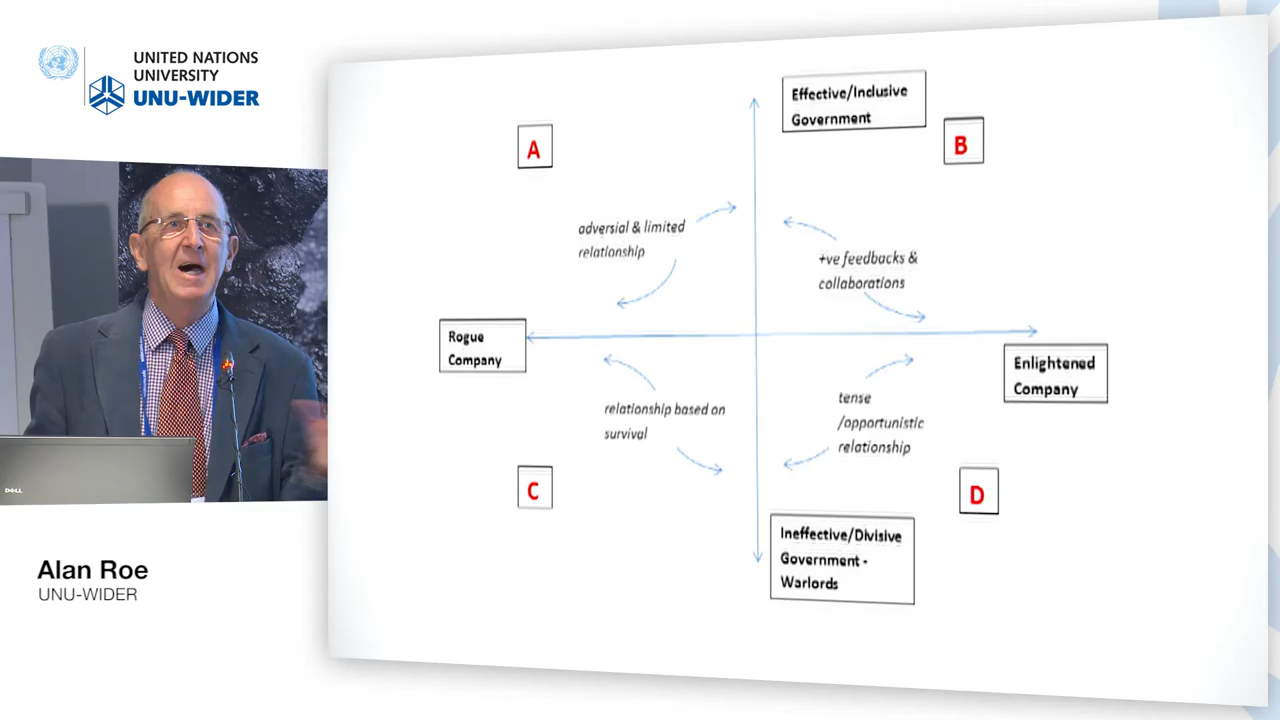 UNITED NATIONS
UNIVERSITY
UNU-WIDER
DELL
Alan Roe
UNU-WIDER
Effective/Inclusive
Government
A
B
adversial & limited
relationship
+ve feedbacks &
collaborations
Rogue
Company
Enlightened
Company
relationship based on
survival
tense
/opportunistic
relationship
C
D
Ineffective/Divisive
Government -
Warlords